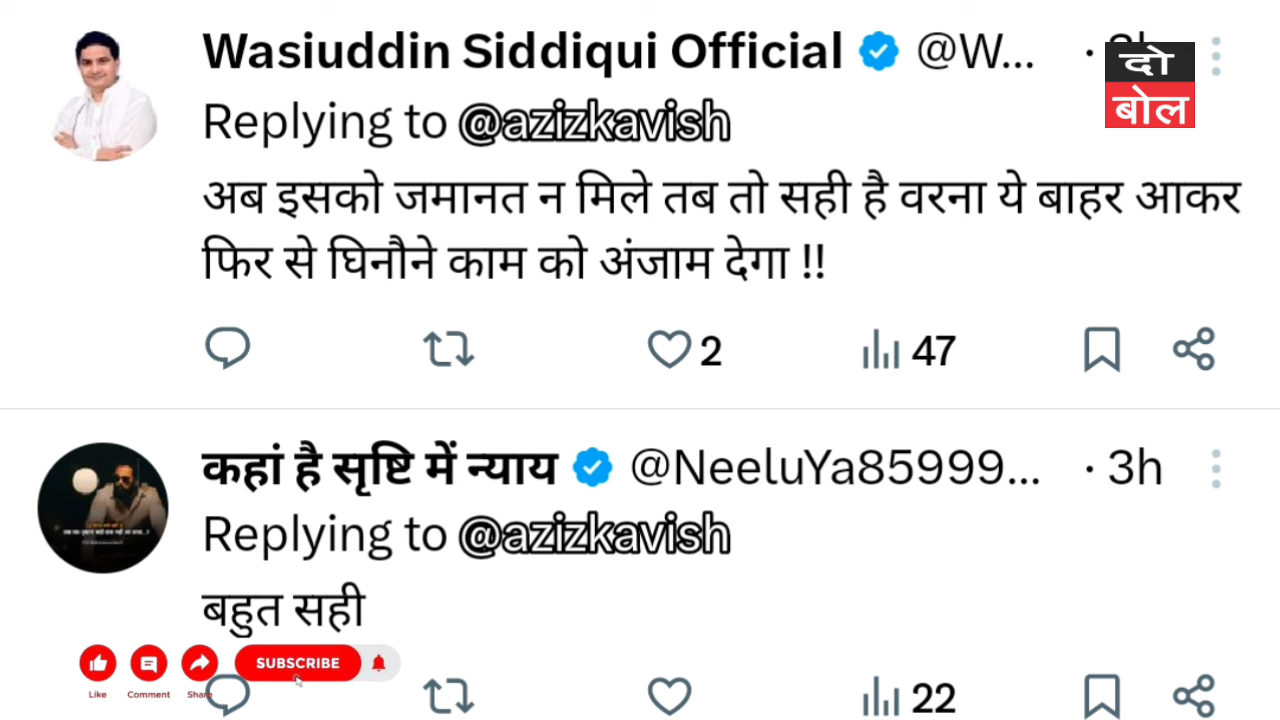 Wasiuddin Siddiqui Official @W... ·
दो
बोल
Replying to @azizkavish
अब इसको जमानत न मिले तब तो सही है वरना ये बाहर आकर
फिर से घिनौने काम को अंजाम देगा !!
2 47
कहां है सृष्टि में न्याय @NeeluYa85999... · 3h
Replying to @azizkavish
बहुत सही
SUBSCRIBE
Like Comment Share
22